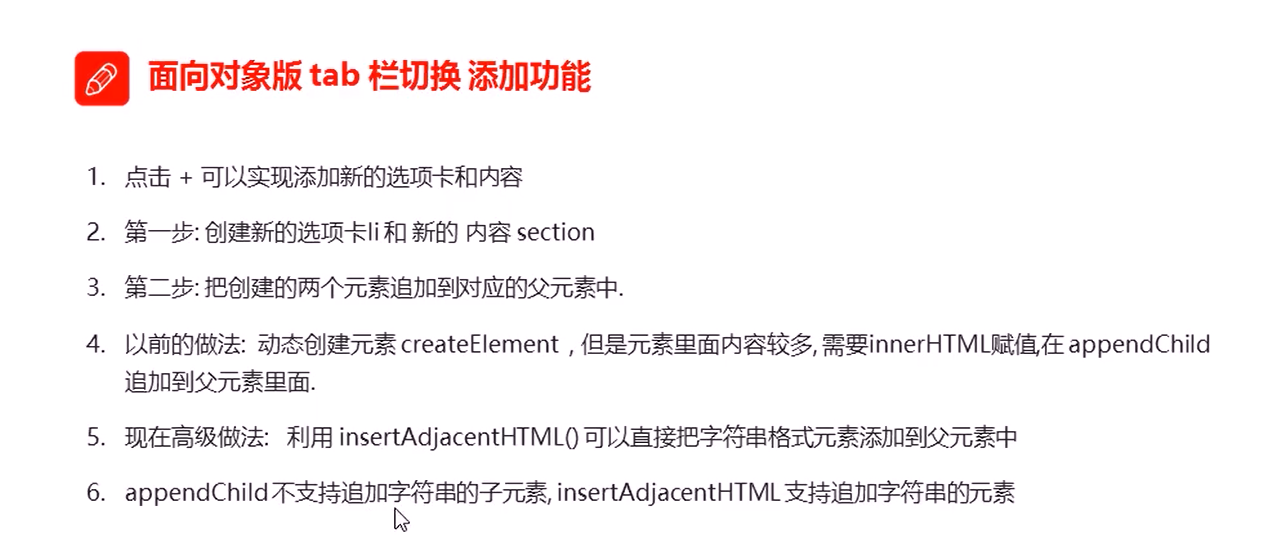 面向对象版 tab 栏切换 添加功能
1. 点击 + 可以实现添加新的选项卡和内容
2. 第一步: 创建新的选项卡li 和 新的 内容 section
3. 第二步: 把创建的两个元素追加到对应的父元素中.
4. 以前的做法: 动态创建元素 createElement , 但是元素里面内容较多, 需要innerHTML赋值,在 appendChild
追加到父元素里面.
5. 现在高级做法: 利用 insertAdjacentHTML() 可以直接把字符串格式元素添加到父元素中
6. appendChild 不支持追加字符串的子元素, insertAdjacentHTML 支持追加字符串的元素